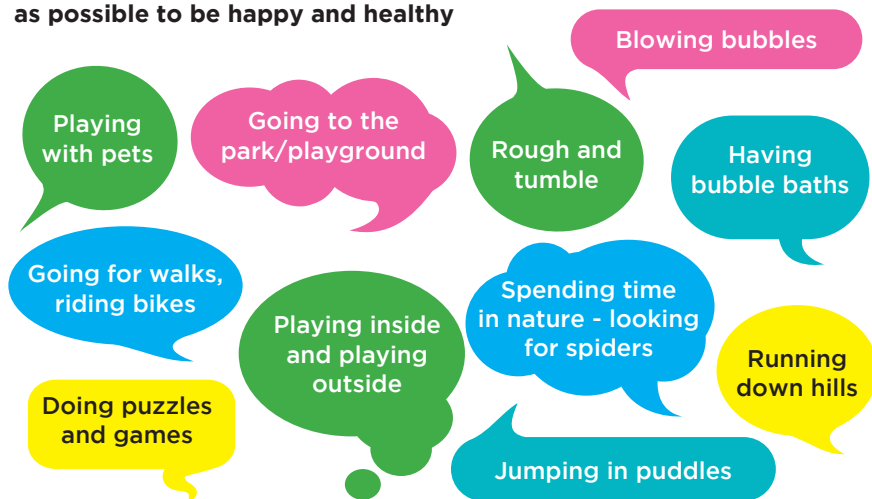 as possible to be happy and healthy
Blowing bubbles
Playing
with pets
Going to the
park/playground
Rough and
tumble
Having
bubble baths
Going for walks,
riding bikes
Playing inside
and playing
outside
Spending time
in nature - looking
for spiders
Running
down hills
Doing puzzles
and games
Jumping in puddles